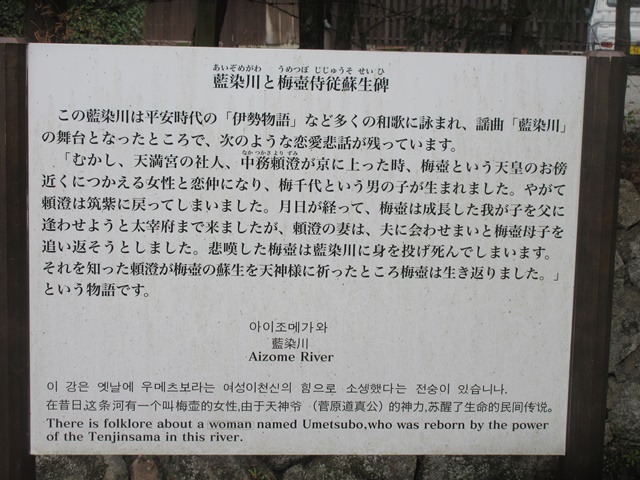 あいぞめがわ うめつぼ じじゅうそ せい ひ
藍染川と梅壺侍従蘇生碑
この藍染川は平安時代の「伊勢物語」など多くの和歌に詠まれ、謡曲「藍染川」
の舞台となったところで、次のような恋愛悲話が残っています。
なかつかさ より ずみ
「むかし、天満宮の社人、中務頼澄が京に上った時、梅壺という天皇のお傍
近くにつかえる女性と恋仲になり、梅千代という男の子が生まれました。やがて
頼澄は筑紫に戻ってしまいました。月日が経って、梅壺は成長した我が子を父に
逢わせようと太宰府まで来ましたが、頼澄の妻は、夫に会わせまいと梅壺母子を
追い返そうとしました。悲嘆した梅壺は藍染川に身を投げ死んでしまいます。
それを知った頼澄が梅壺の蘇生を天神様に祈ったところ梅壺は生き返りました。」
という物語です。
아이조메가와
藍染川
Aizome River
이 강은 옛날에 우메츠보라는 여성이천신의 힘으로 소생했다는 전숭이 있습니나.
在昔日,这条河有一个叫梅壶的女性,由于天神爷（菅原道真公）的神力,苏醒了生命的民间传说。
There is folklore about a woman named Umetsubo,who was reborn by the power
of the Tenjinsama in this river.